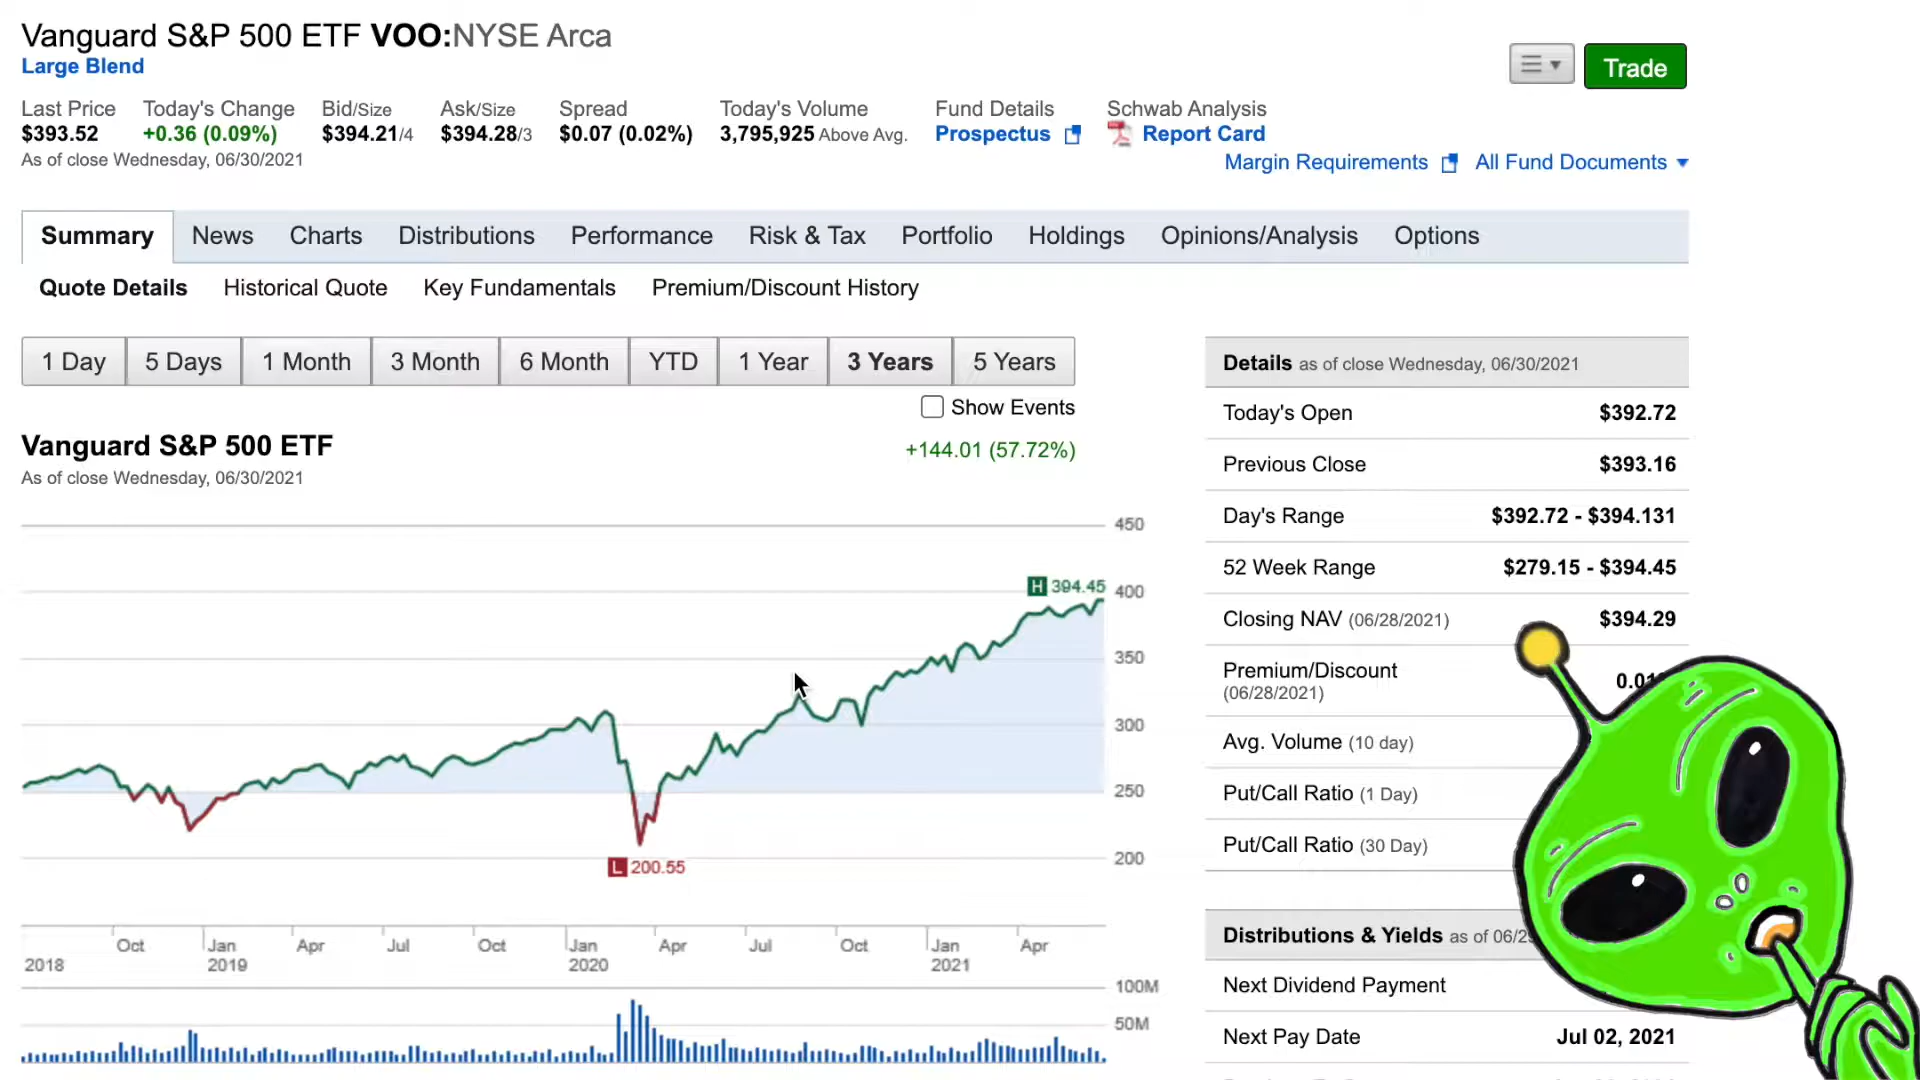 Vanguard S&P 500 ETF VOO:NYSE Arca
Large Blend
Trade
Last Price Today's Change Bid/Size Ask/Size Spread Today's Volume Fund Details Schwab Analysis
$393.52 +0.36 (0.09%) $394.21/4 $394.28/3 $0.07 (0.02%) 3,795,925 Above Avg. Prospectus Report Card
As of close Wednesday, 06/30/2021
Margin Requirements All Fund Documents
Summary News Charts Distributions Performance Risk & Tax Portfolio Holdings Opinions/Analysis Options
Quote Details Historical Quote Key Fundamentals Premium/Discount History
1 Day 5 Days 1 Month 3 Month 6 Month YTD 1 Year 3 Years 5 Years
Show Events
Vanguard S&P 500 ETF
+144.01 (57.72%)
As of close Wednesday, 06/30/2021
450
H 394.45
400
350
300
250
200
L 200.55
Oct Jan Apr Jul Oct Jan Apr Jul Oct Jan Apr
2018 2019 2020 2021
100M
50M
Details as of close Wednesday, 06/30/2021
Today's Open $392.72
Previous Close $393.16
Day's Range $392.72 - $394.131
52 Week Range $279.15 - $394.45
Closing NAV (06/28/2021) $394.29
Premium/Discount
(06/28/2021)
Avg. Volume (10 day)
Put/Call Ratio (1 Day)
Put/Call Ratio (30 Day)
Distributions & Yields as of
Next Dividend Payment
Next Pay Date Jul 02, 2021